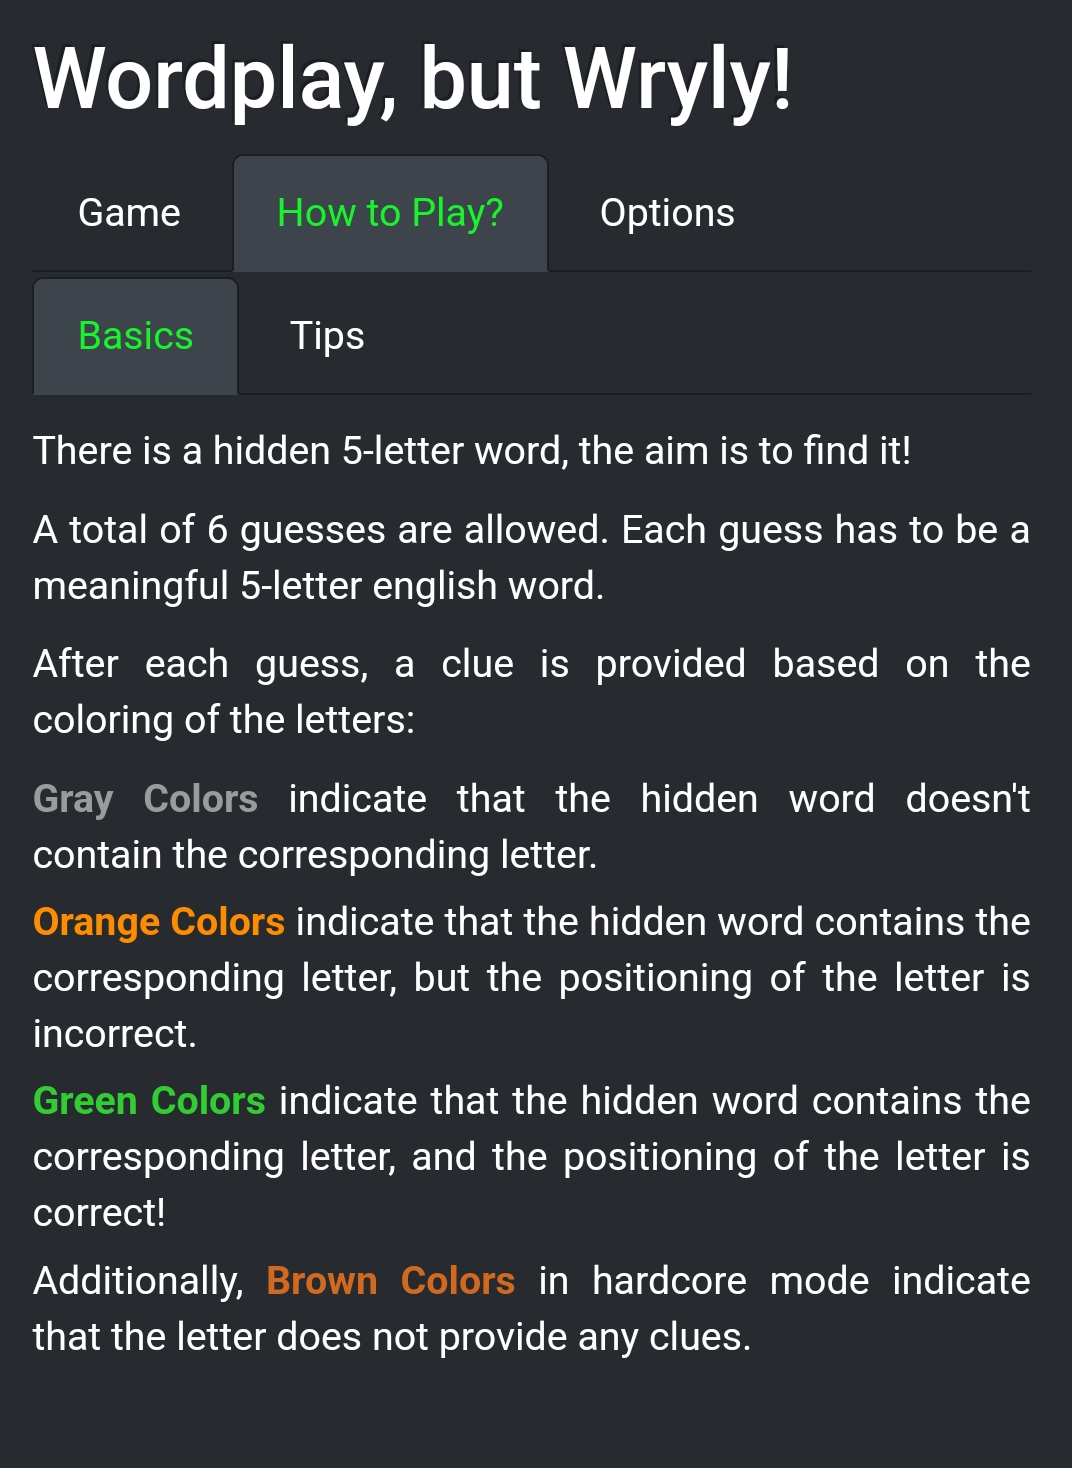 Wordplay, but Wryly!
Game How to Play? Options
Basics Tips
There is a hidden 5-letter word, the aim is to find it!
A total of 6 guesses are allowed. Each guess has to be a
meaningful 5-letter english word.
After each guess, a clue is provided based on the
coloring of the letters:
Gray Colors indicate that the hidden word doesn't
contain the corresponding letter.
Orange Colors indicate that the hidden word contains the
corresponding letter, but the positioning of the letter is
incorrect.
Green Colors indicate that the hidden word contains the
corresponding letter, and the positioning of the letter is
correct!
Additionally, Brown Colors in hardcore mode indicate
that the letter does not provide any clues.